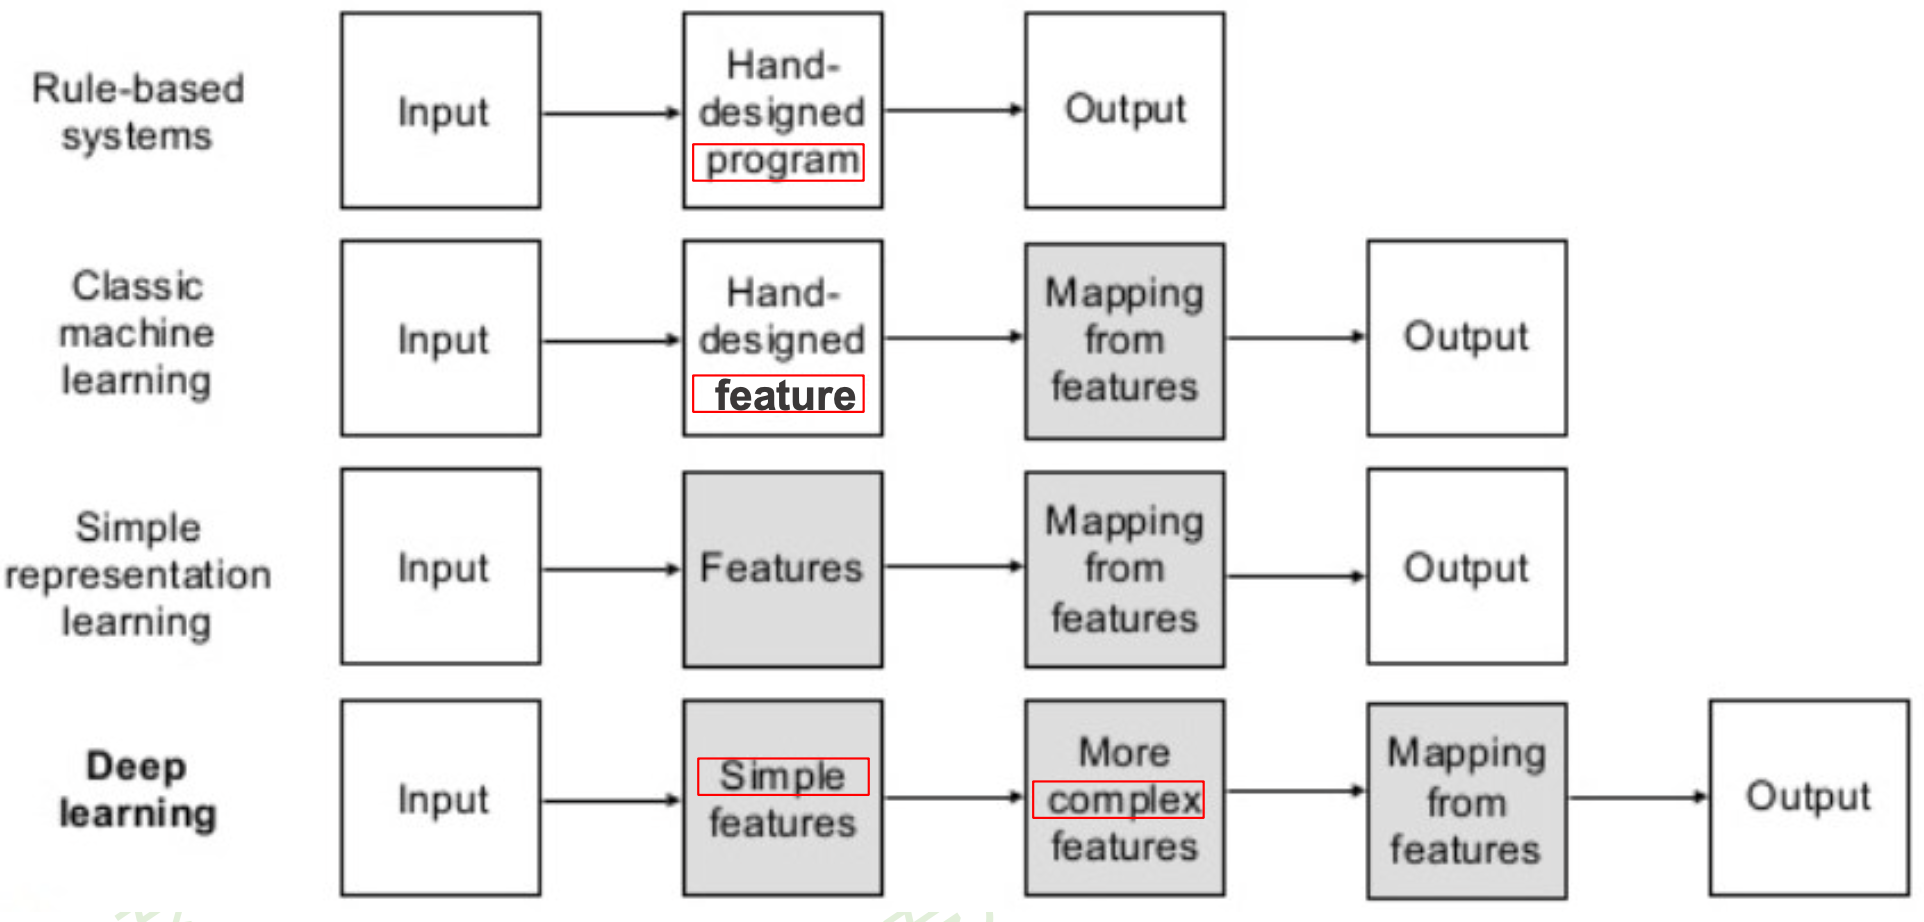 Rule-based
systems
Input
Hand-
designed
program
Output
Classic
machine
learning
Input
Hand-
designed
feature
Mapping
from
features
Output
Simple
representation
learning
Input
Features
Mapping
from
features
Output
Deep
learning
Input
Simple
features
More
complex
features
Mapping
from
features
Output